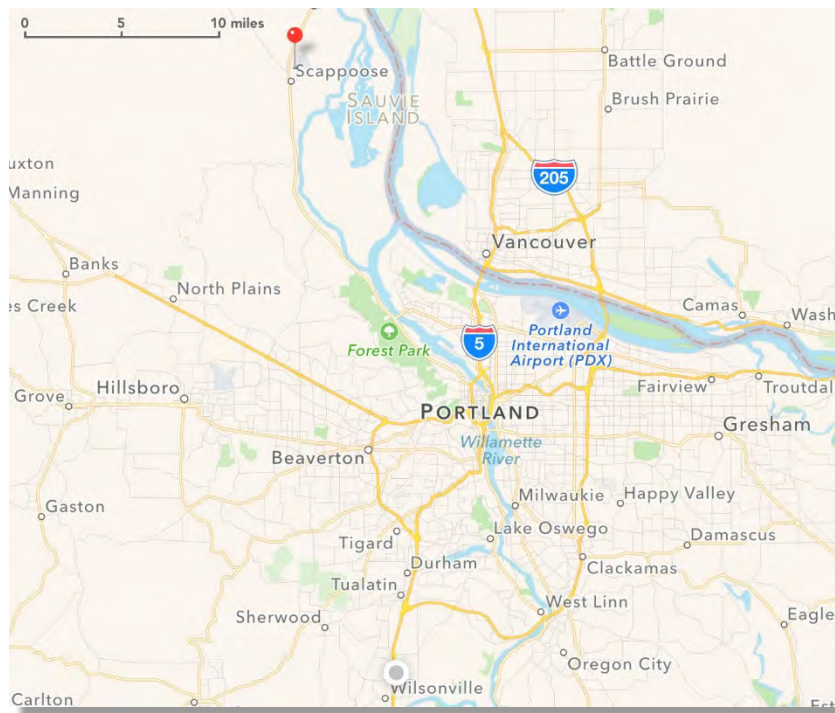 0 5 10 miles
Scappoose
SAUVIE
ISLAND
Battle Ground
Brush Prairie
uxton
Manning
205
Vancouver
Banks
North Plains
es Creek
Camas
Wash
Portland
International
Airport (PDX)
5
Forest Park
Hillsboro
Grove
Fairview
Troutdal
PORTLAND
Gresham
Willamette
River
Beaverton
Milwaukie
Happy Valley
Gaston
Lake Oswego
Tigard
Damascus
Durham
Clackamas
Tualatin
West Linn
Sherwood
Eagle
Oregon City
Wilsonville
Carlton
Est